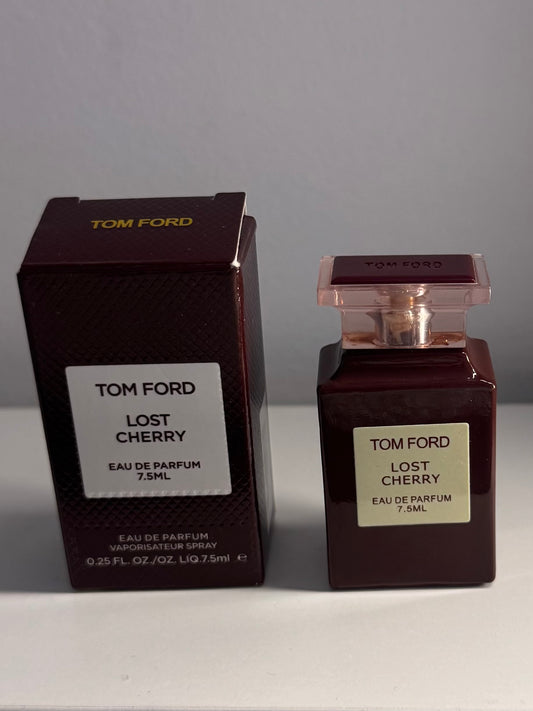 TOM FORD
TOM FORD
LOST
CHERRY
EAU DE PARFUM
7.5ML
EAU DE PARFUM
VAPORISATEUR SPRAY
0.25 FL. OZ./OZ. LIQ.7.5ml e
TOM FORD
TOM FORD
LOST
CHERRY
EAU DE PARFUM
7.5ML